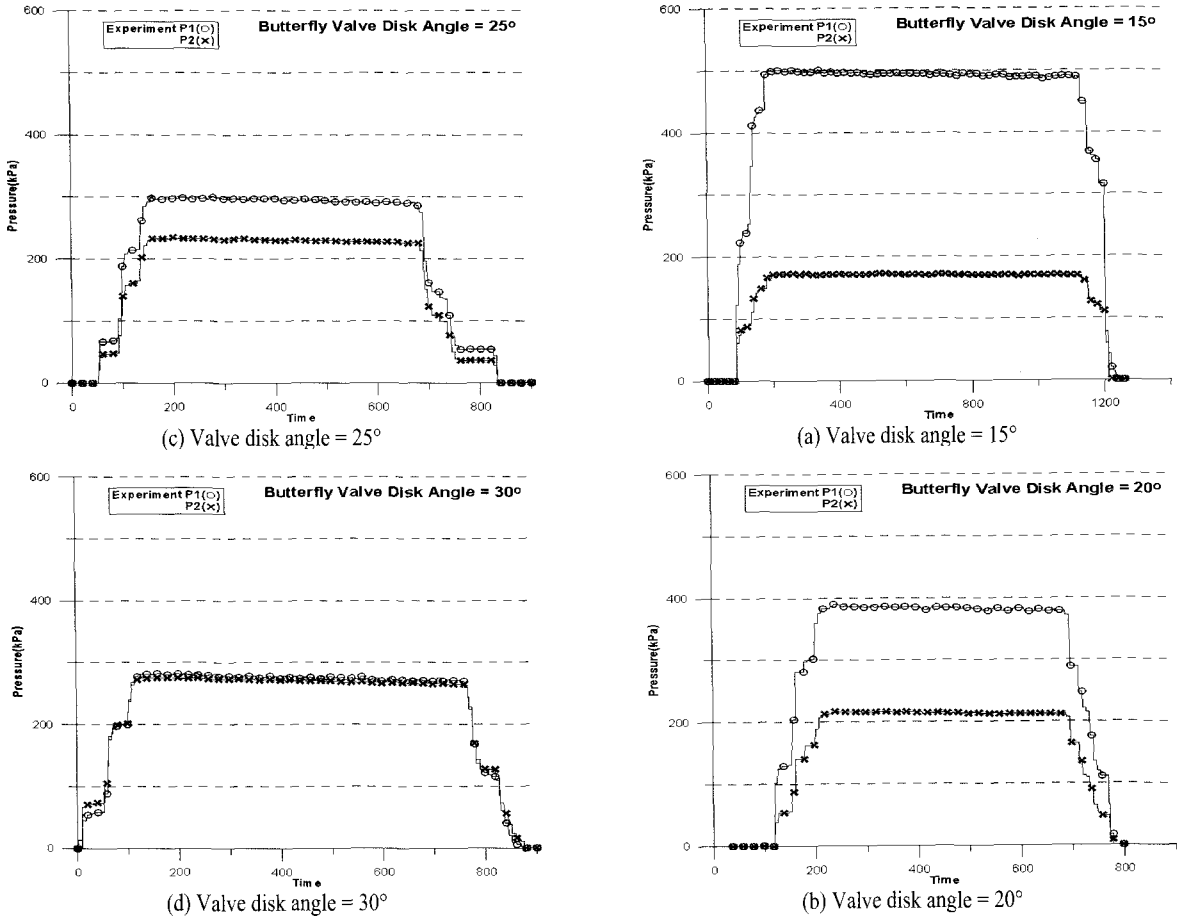 Experiment P1(○)
P2(×)
Butterfly Valve Disk Angle = 25º
600
400
200
0
Pressure(kPa)
0 200 400 600 800
Time
(c) Valve disk angle = 25°
Experiment P1(○)
P2(×)
Butterfly Valve Disk Angle = 15º
600
400
200
0
Pressure(kPa)
0 400 800 1200
Time
(a) Valve disk angle = 15°
Experiment P1(○)
P2(×)
Butterfly Valve Disk Angle = 30º
600
400
200
0
Pressure(kPa)
0 200 400 600 800
Time
(d) Valve disk angle = 30°
Experiment P1(○)
P2(×)
Butterfly Valve Disk Angle = 20º
600
400
200
0
Pressure(kPa)
0 200 400 600 800
Time
(b) Valve disk angle = 20°